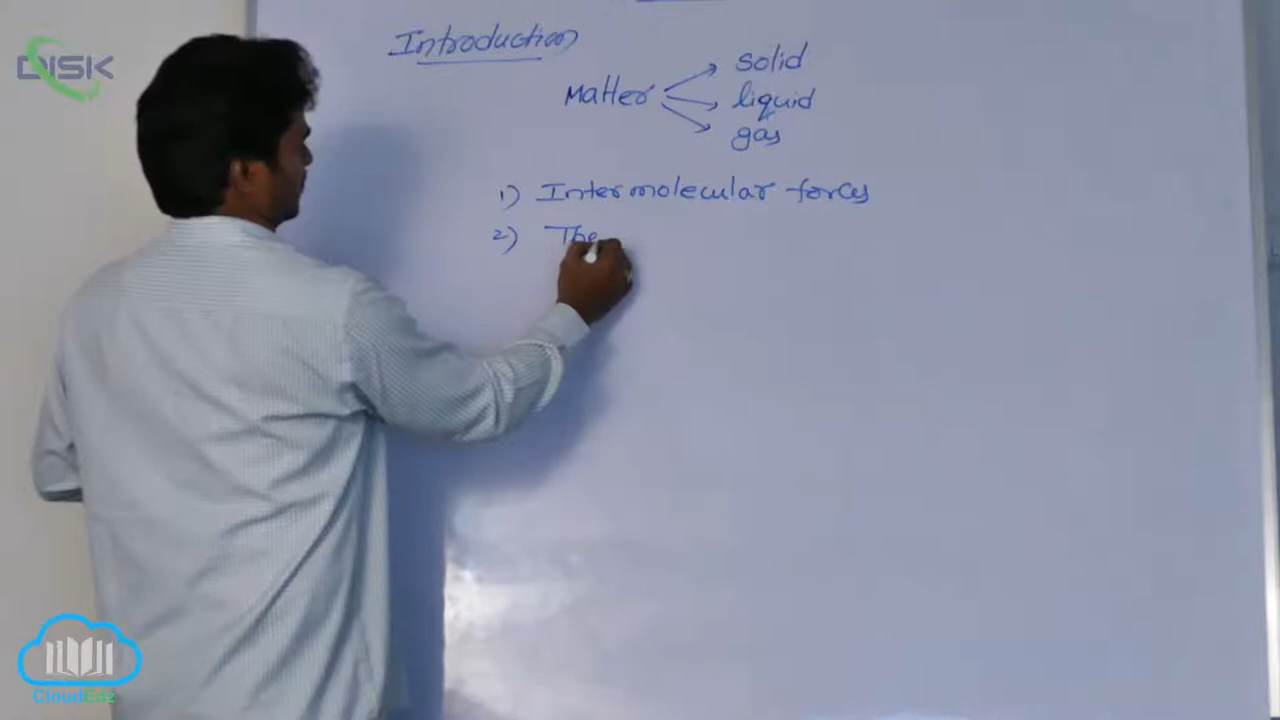 DISK
Introduction
Matter
solid
liquid
gas
1) Intermolecular forces
2) The
CloudEdz